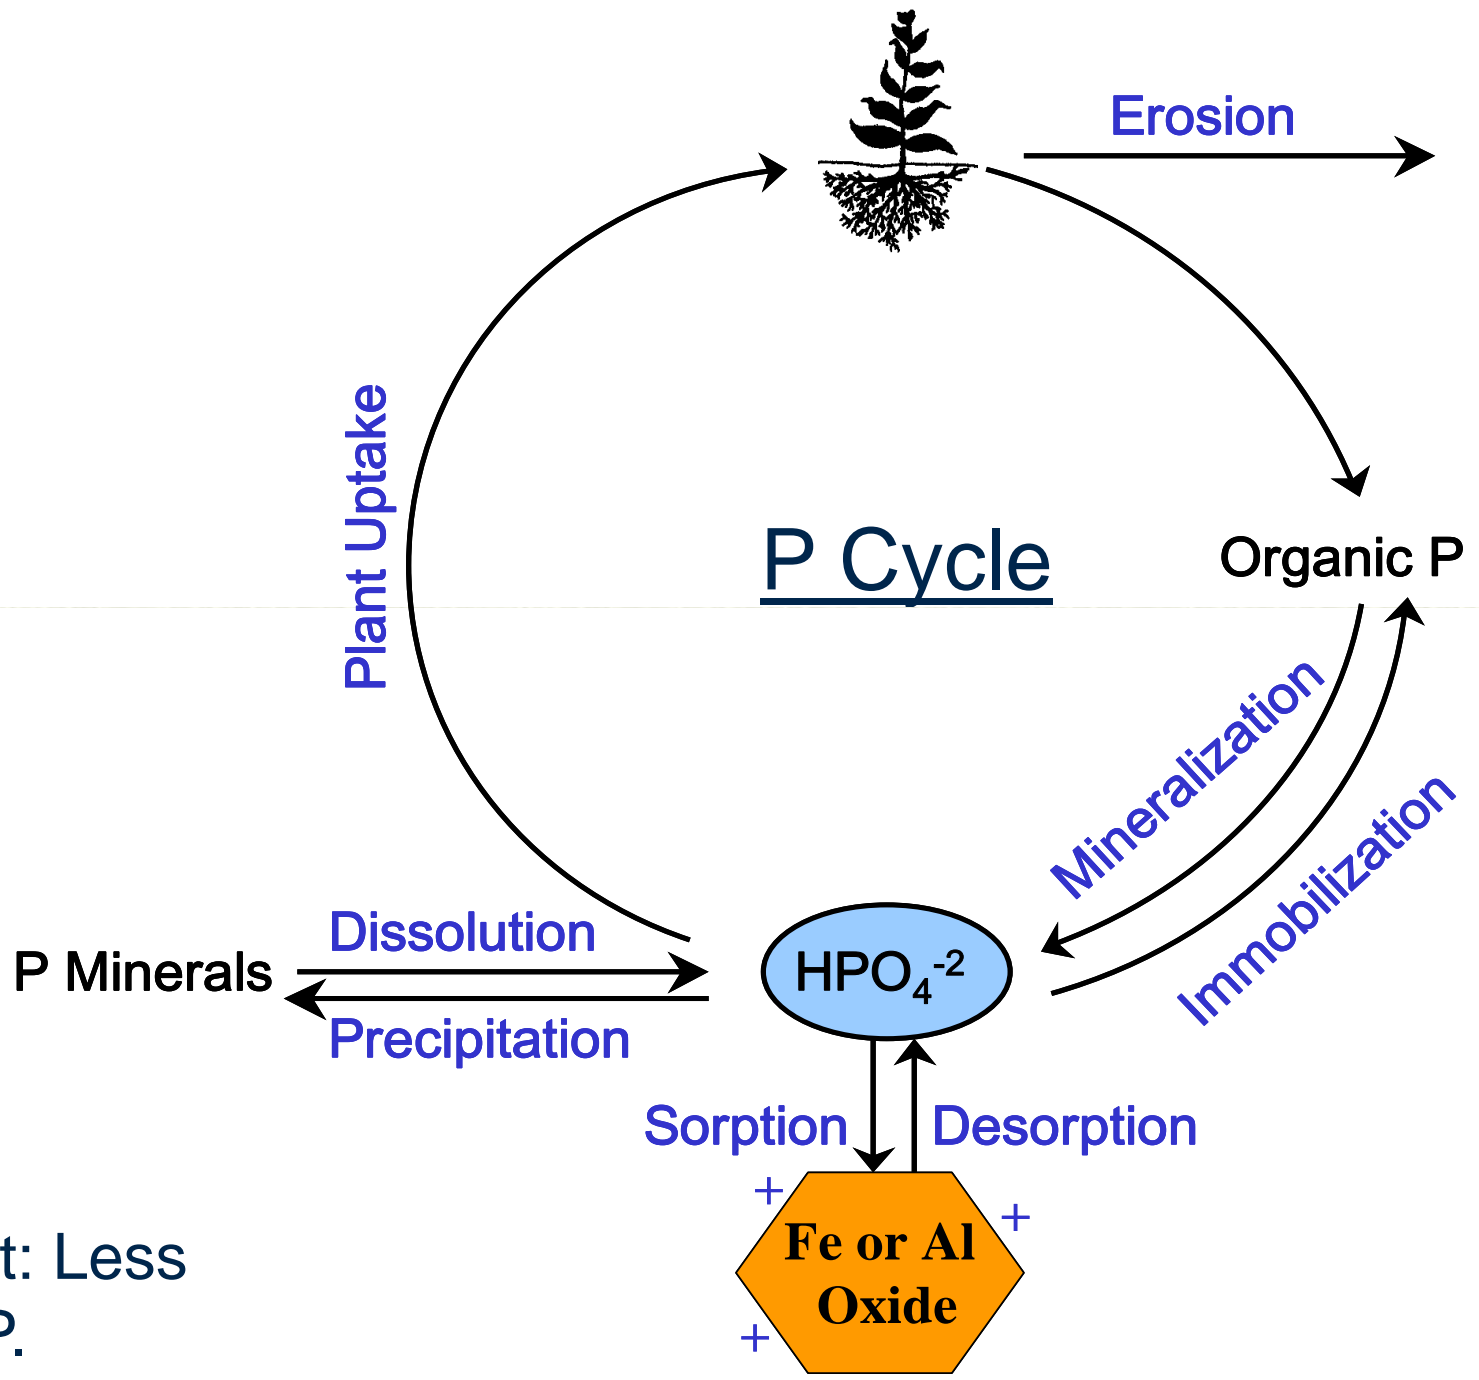 Erosion
Plant Uptake
P Cycle
Organic P
Mineralization
Immobilization
Dissolution
P Minerals
HPO₄⁻²
Precipitation
Sorption
Desorption
+
+
Fe or Al
Oxide
+
t: Less
P.